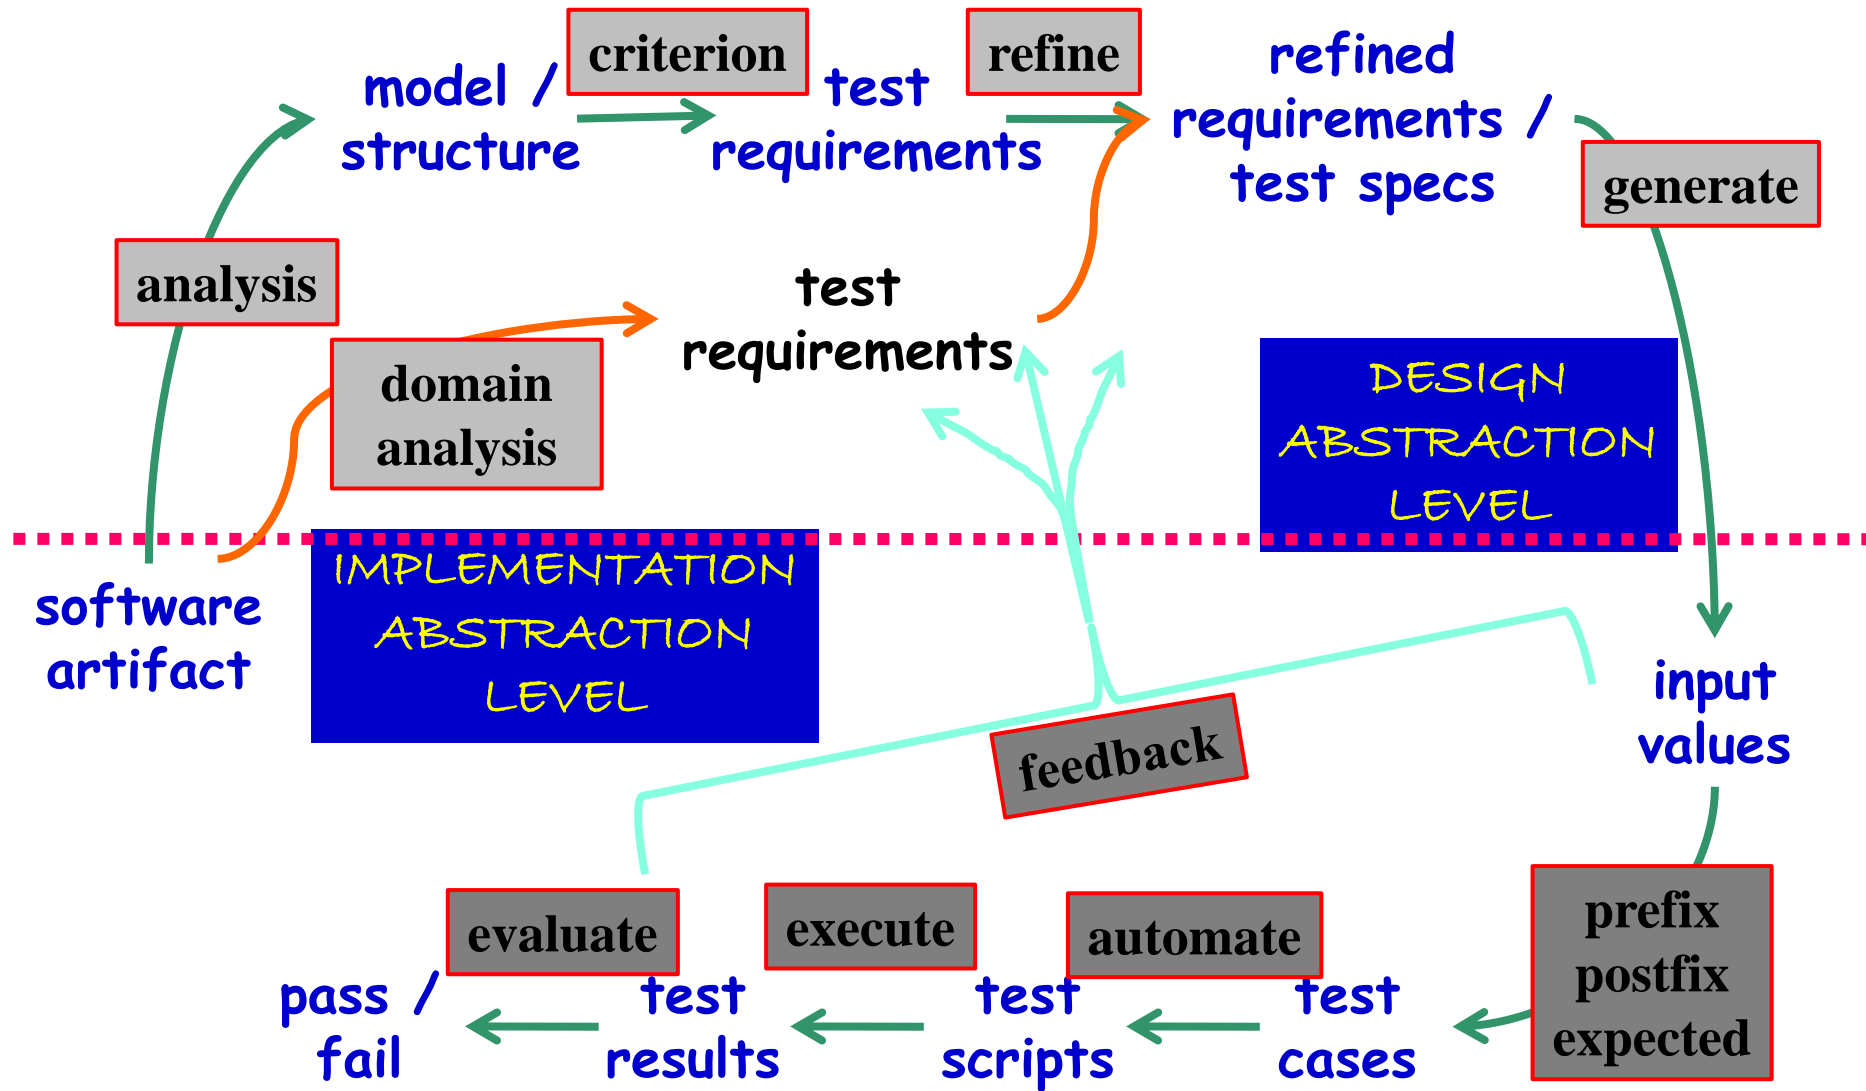 criterion
refine
model /
structure
test
requirements
refined
requirements /
test specs
generate
analysis
test
requirements
domain
analysis
DESIGN
ABSTRACTION
LEVEL
IMPLEMENTATION
ABSTRACTION
LEVEL
software
artifact
input
values
feedback
prefix
postfix
expected
evaluate
execute
automate
pass /
fail
test
results
test
scripts
test
cases